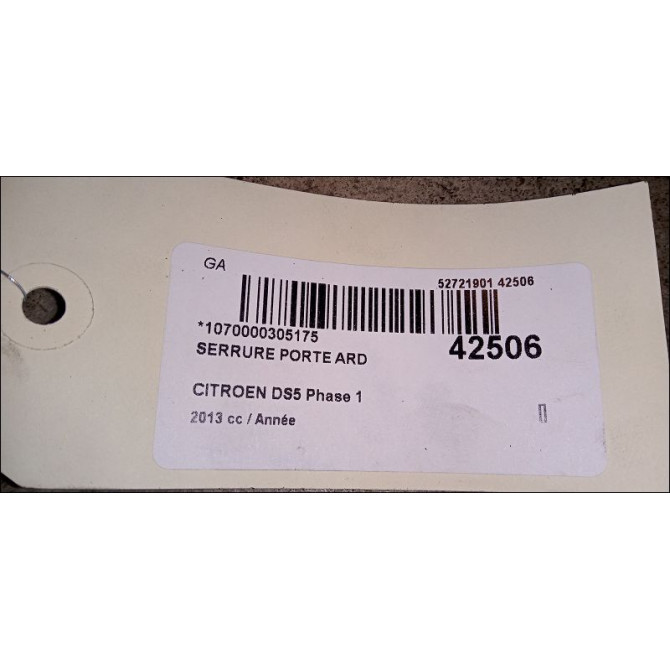 GA
52721901 42506
*1070000305175
42506
SERRURE PORTE ARD
CITROEN DS5 Phase 1
2013 cc / Année